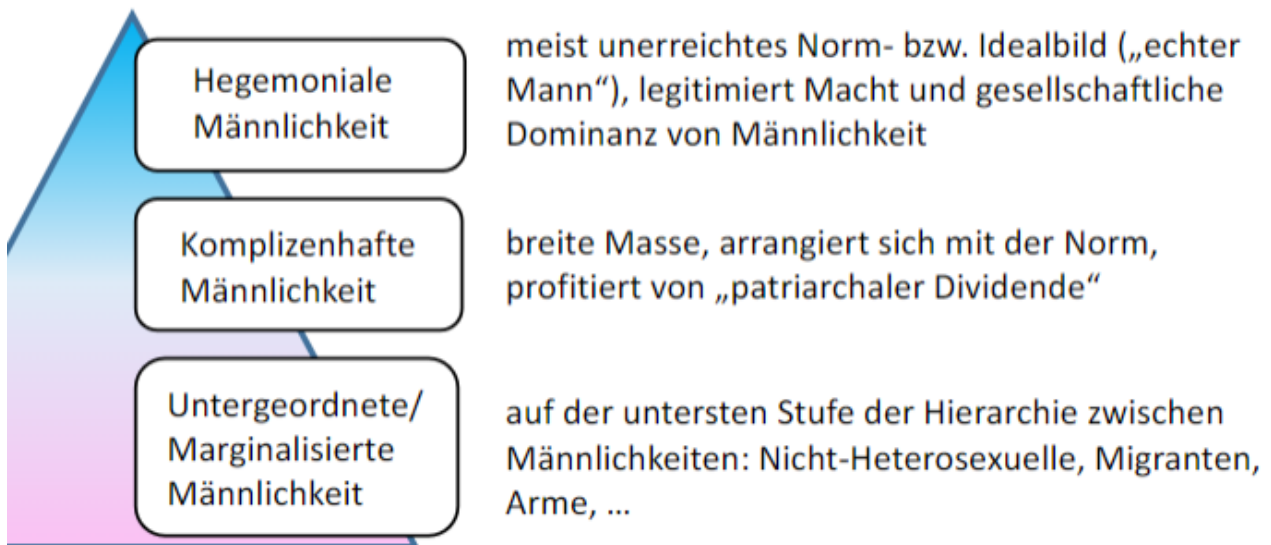 Hegemoniale
Männlichkeit
meist unerreichtes Norm- bzw. Idealbild („echter
Mann“), legitimiert Macht und gesellschaftliche
Dominanz von Männlichkeit
Komplizenhafte
Männlichkeit
breite Masse, arrangiert sich mit der Norm,
profitiert von „patriarchaler Dividende“
Untergeordnete/
Marginalisierte
Männlichkeit
auf der untersten Stufe der Hierarchie zwischen
Männlichkeiten: Nicht-Heterosexuelle, Migranten,
Arme, ...